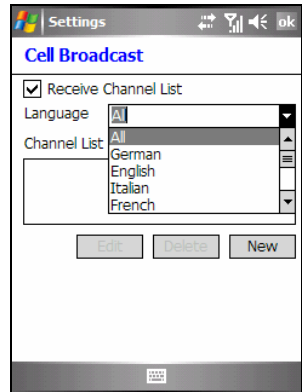 Settings
ok
Cell Broadcast
Receive Channel List
Language All
All
Channel List
German
English
Italian
French
Edit Delete New